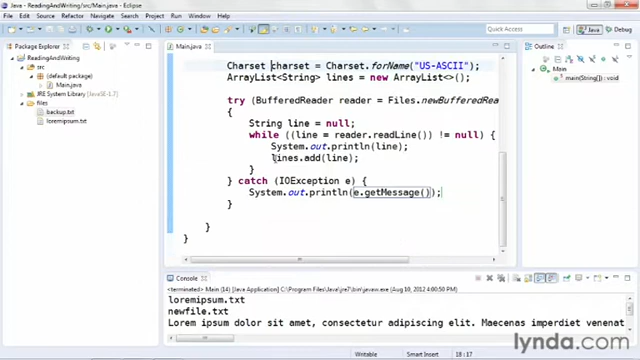 Java - ReadingAndWriting/src/Main.java - Eclipse
File Edit Source Refactor Navigate Search Project Run Window Help
Java Debug
Package Explorer
Main.java
Outline
ReadingAndWriting
src
(default package)
Main.java
JRE System Library [JavaSE-1.7]
files
backup.txt
loremipsum.txt
Charset charset = Charset.forName("US-ASCII");
ArrayList<String> lines = new ArrayList<>();
try (BufferedReader reader = Files.newBufferedRea
{
String line = null;
while ((line = reader.readLine()) != null) {
System.out.println(line);
lines.add(line);
}
} catch (IOException e) {
System.out.println(e.getMessage());
}
}
}
Main
main(String[]) : void
Console
<terminated> Main (14) [Java Application] C:\Program Files\Java\jre7\bin\javaw.exe (Aug 10, 2012 4:00:50 PM)
loremipsum.txt
newfile.txt
Lorem ipsum dolor sit amet, consectetur adipiscing
Writable
Smart Insert
18 : 17
lynda.com